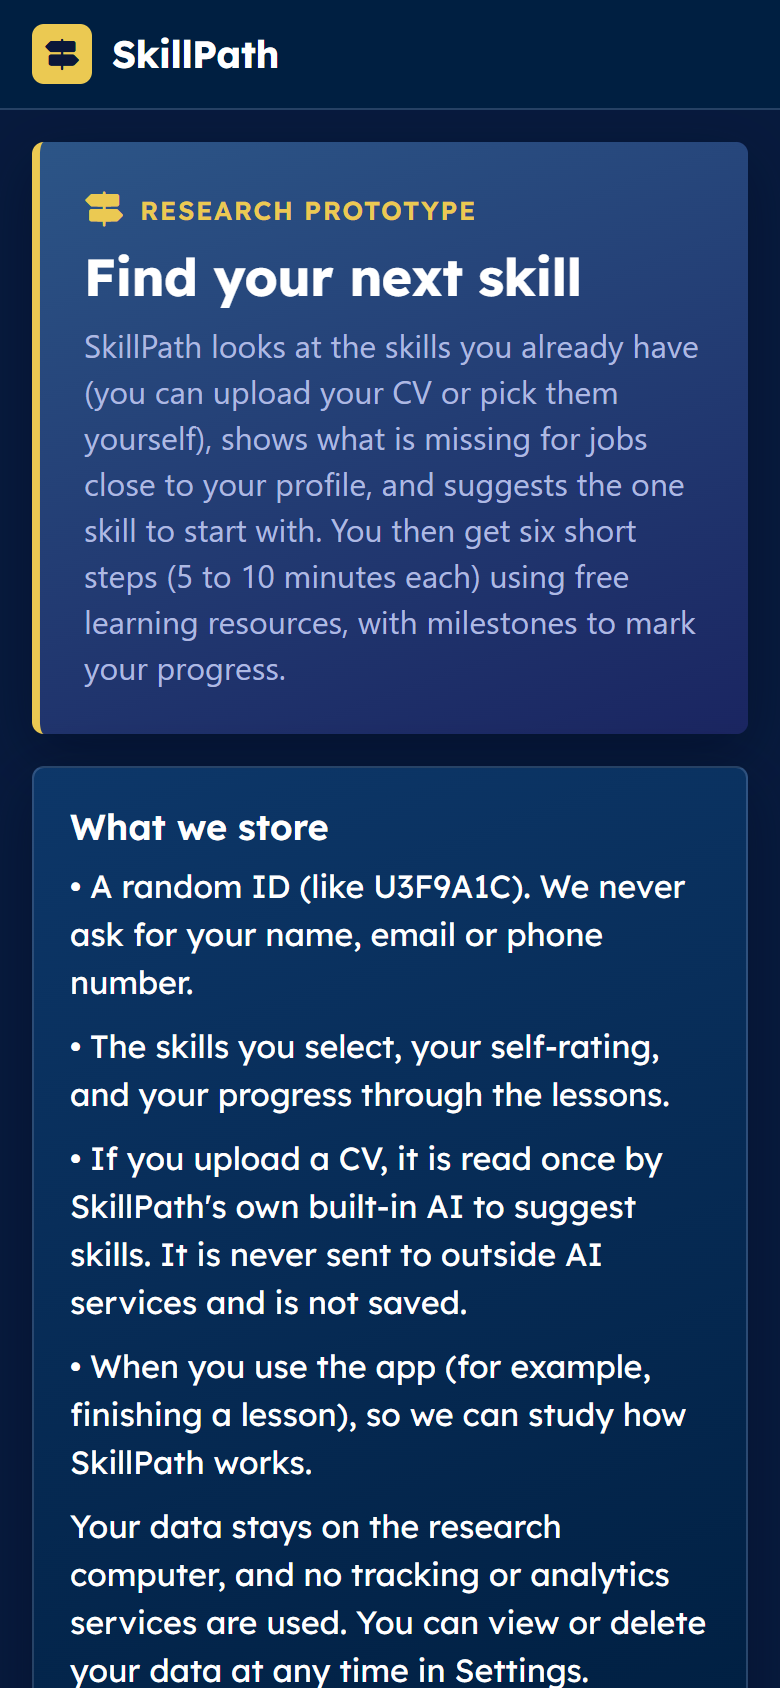 SkillPath
RESEARCH PROTOTYPE
Find your next skill
SkillPath looks at the skills you already have
(you can upload your CV or pick them
yourself), shows what is missing for jobs
close to your profile, and suggests the one
skill to start with. You then get six short
steps (5 to 10 minutes each) using free
learning resources, with milestones to mark
your progress.
What we store
• A random ID (like U3F9A1C). We never
ask for your name, email or phone
number.
• The skills you select, your self-rating,
and your progress through the lessons.
• If you upload a CV, it is read once by
SkillPath's own built-in AI to suggest
skills. It is never sent to outside AI
services and is not saved.
• When you use the app (for example,
finishing a lesson), so we can study how
SkillPath works.
Your data stays on the research
computer, and no tracking or analytics
services are used. You can view or delete
your data at any time in Settings.